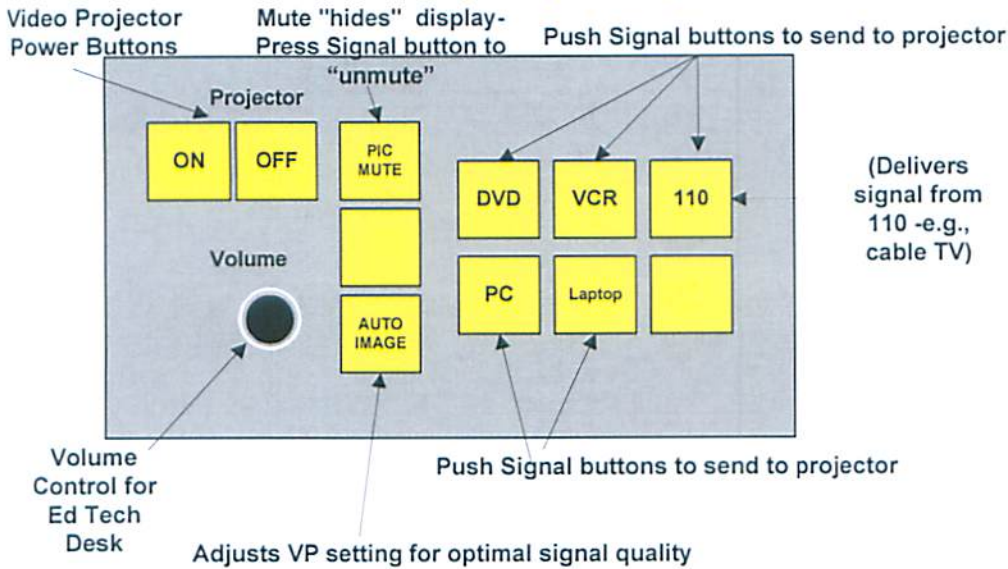 Video Projector
Power Buttons
Mute "hides" display-
Press Signal button to
“unmute”
Push Signal buttons to send to projector
Projector
ON
OFF
PIC
MUTE
DVD
VCR
110
(Delivers
signal from
110 -e.g.,
cable TV)
Volume
AUTO
IMAGE
PC
Laptop
Volume
Control for
Ed Tech
Desk
Push Signal buttons to send to projector
Adjusts VP setting for optimal signal quality